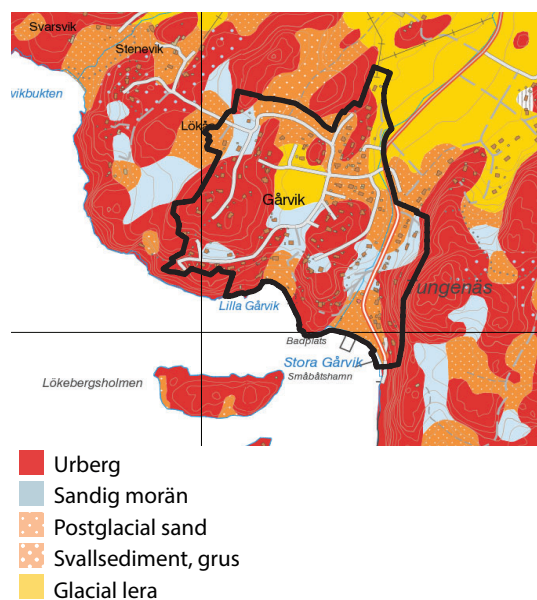 Svarsvik
Stenevik
vikbukten
Gårvik
Lilla Gårvik
ungenäs
Badplats
Stora Gårvik
Småbåtshamn
Lökebergsholmen
Urberg
Sandig morän
Postglacial sand
Svallsediment, grus
Glacial lera